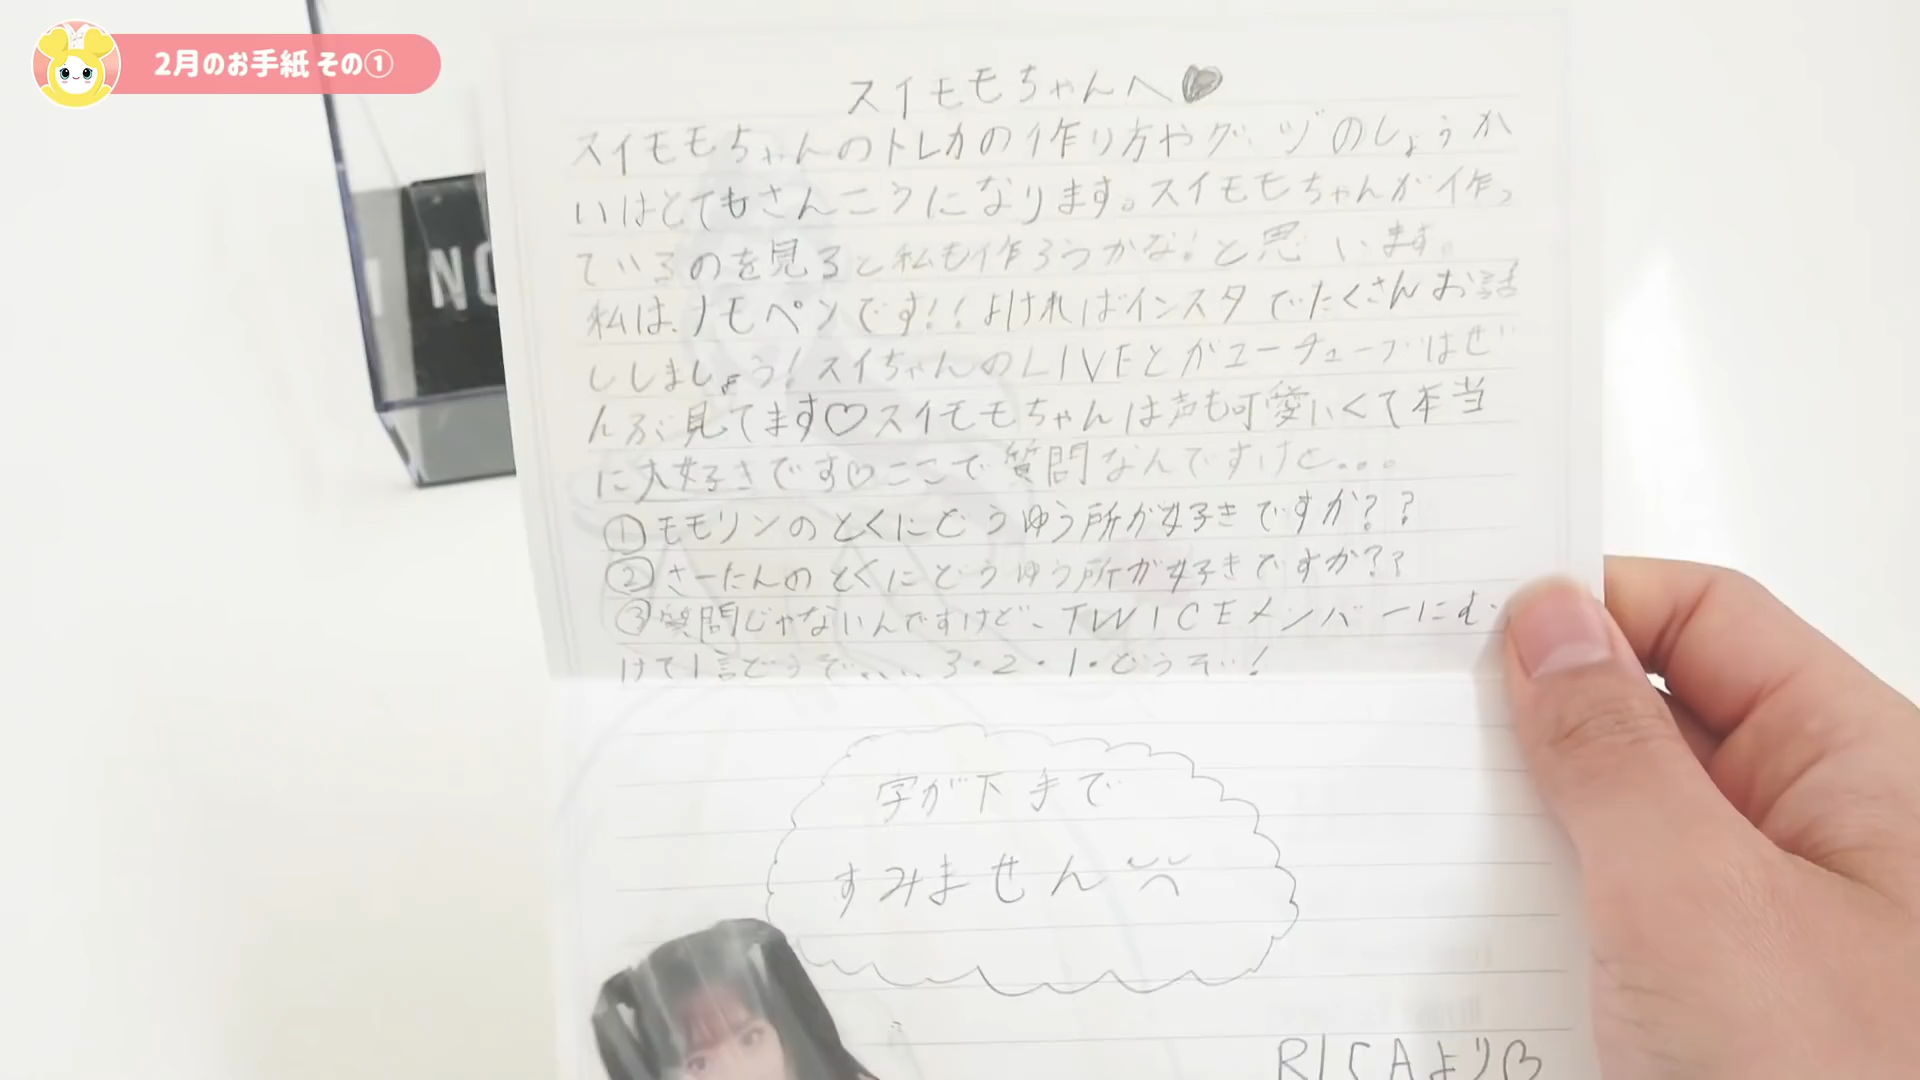 2月のお手紙 その①
NO
スイモモちゃんへ♥
スイモモちゃんのトレカの作り方やグッヅのしょうか
いはとてもさんこうになります。スイモモちゃんが作っ
ているのを見ると私も作ろうかな!と思います。
私は、ナモペンです!!よければインスタでたくさんお話
ししましょう!スイちゃんのLIVEとかユーチューブはぜ
んぶ見てます♡スイモモちゃんは声も可愛いくて本当
に大好きです♡ここで質問なんですけど...
①モモリンのとくにどうゆう所が好きですか??
②さーたんのとくにどうゆう所が好きですか??
③質問じゃないんですけど、TWICEメンバーにむ
けて1言どうぞ、、、、3・2・1・どうぞ!
字が下手で
すみません
RICAより♡